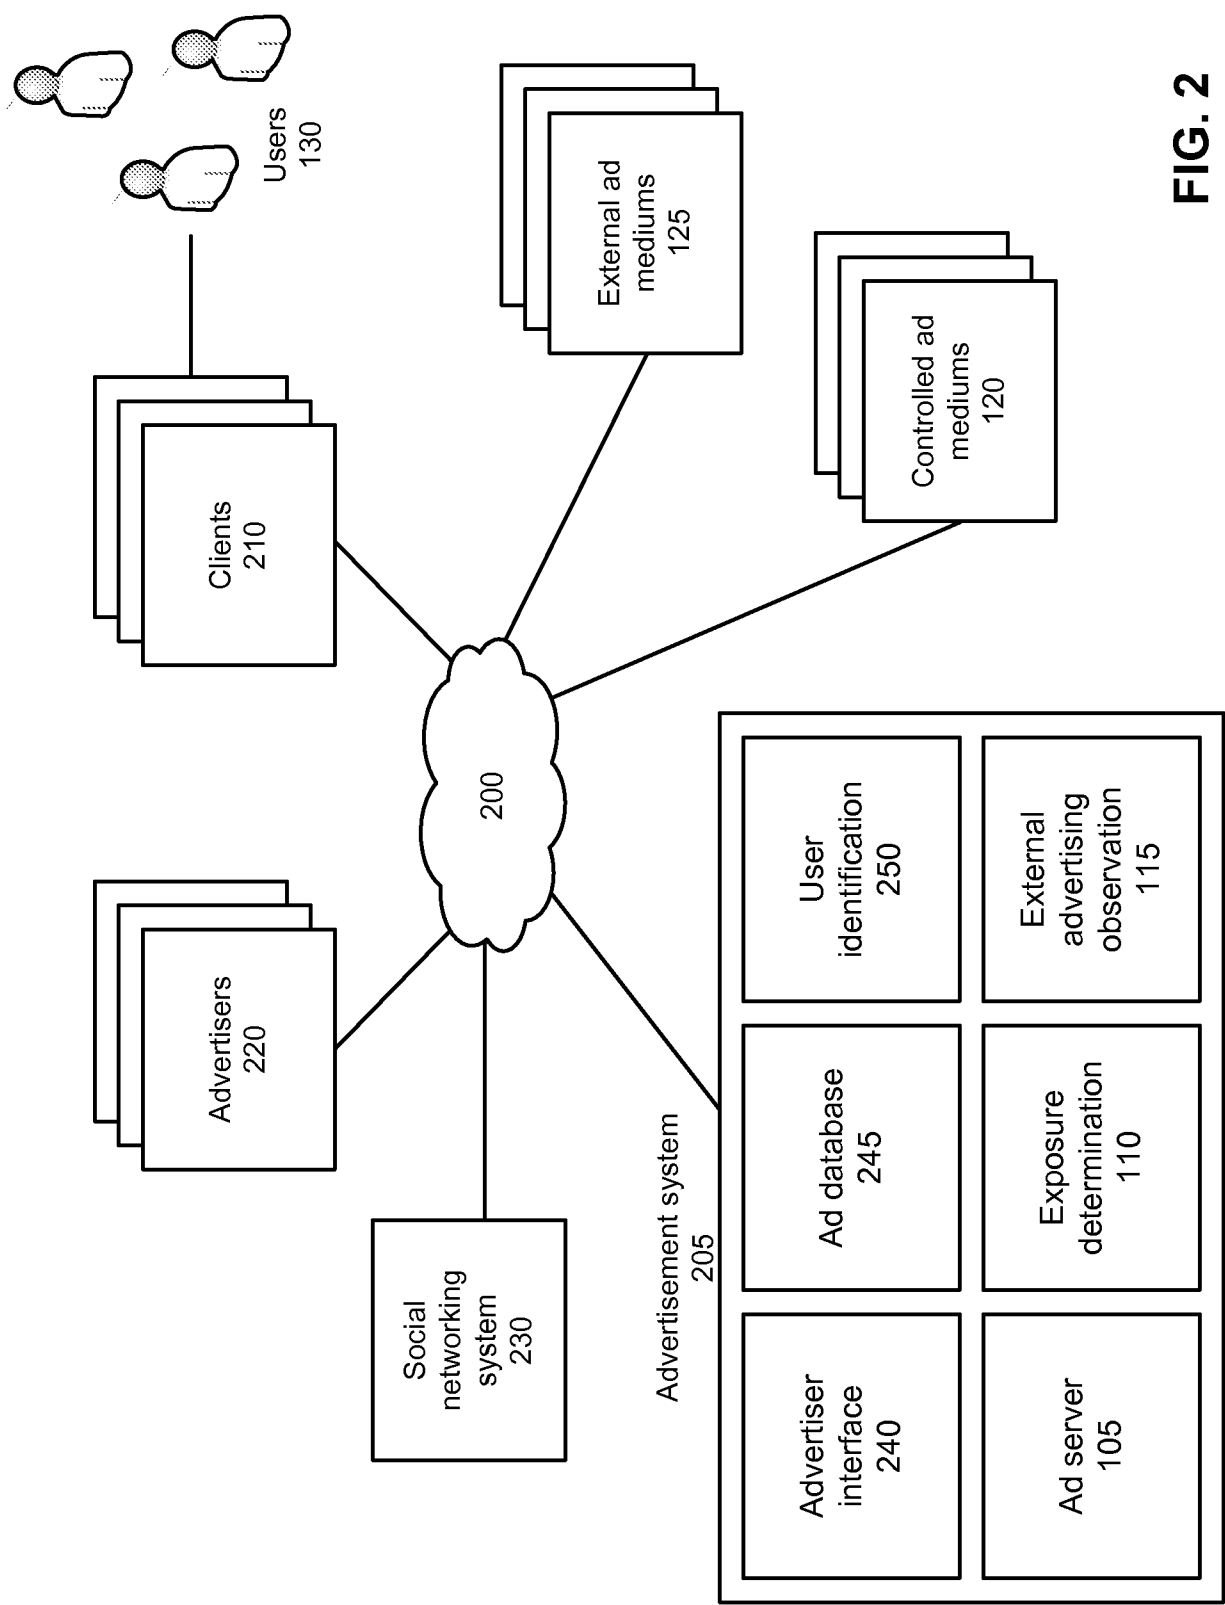 Users
130
Clients
210
Advertisers
220
External ad
mediums
125
Social
networking
system
230
200
Controlled ad
mediums
120
Advertisement system
205
Advertiser
interface
240
Ad database
245
User
identification
250
Ad server
105
Exposure
determination
110
External
advertising
observation
115
FIG. 2